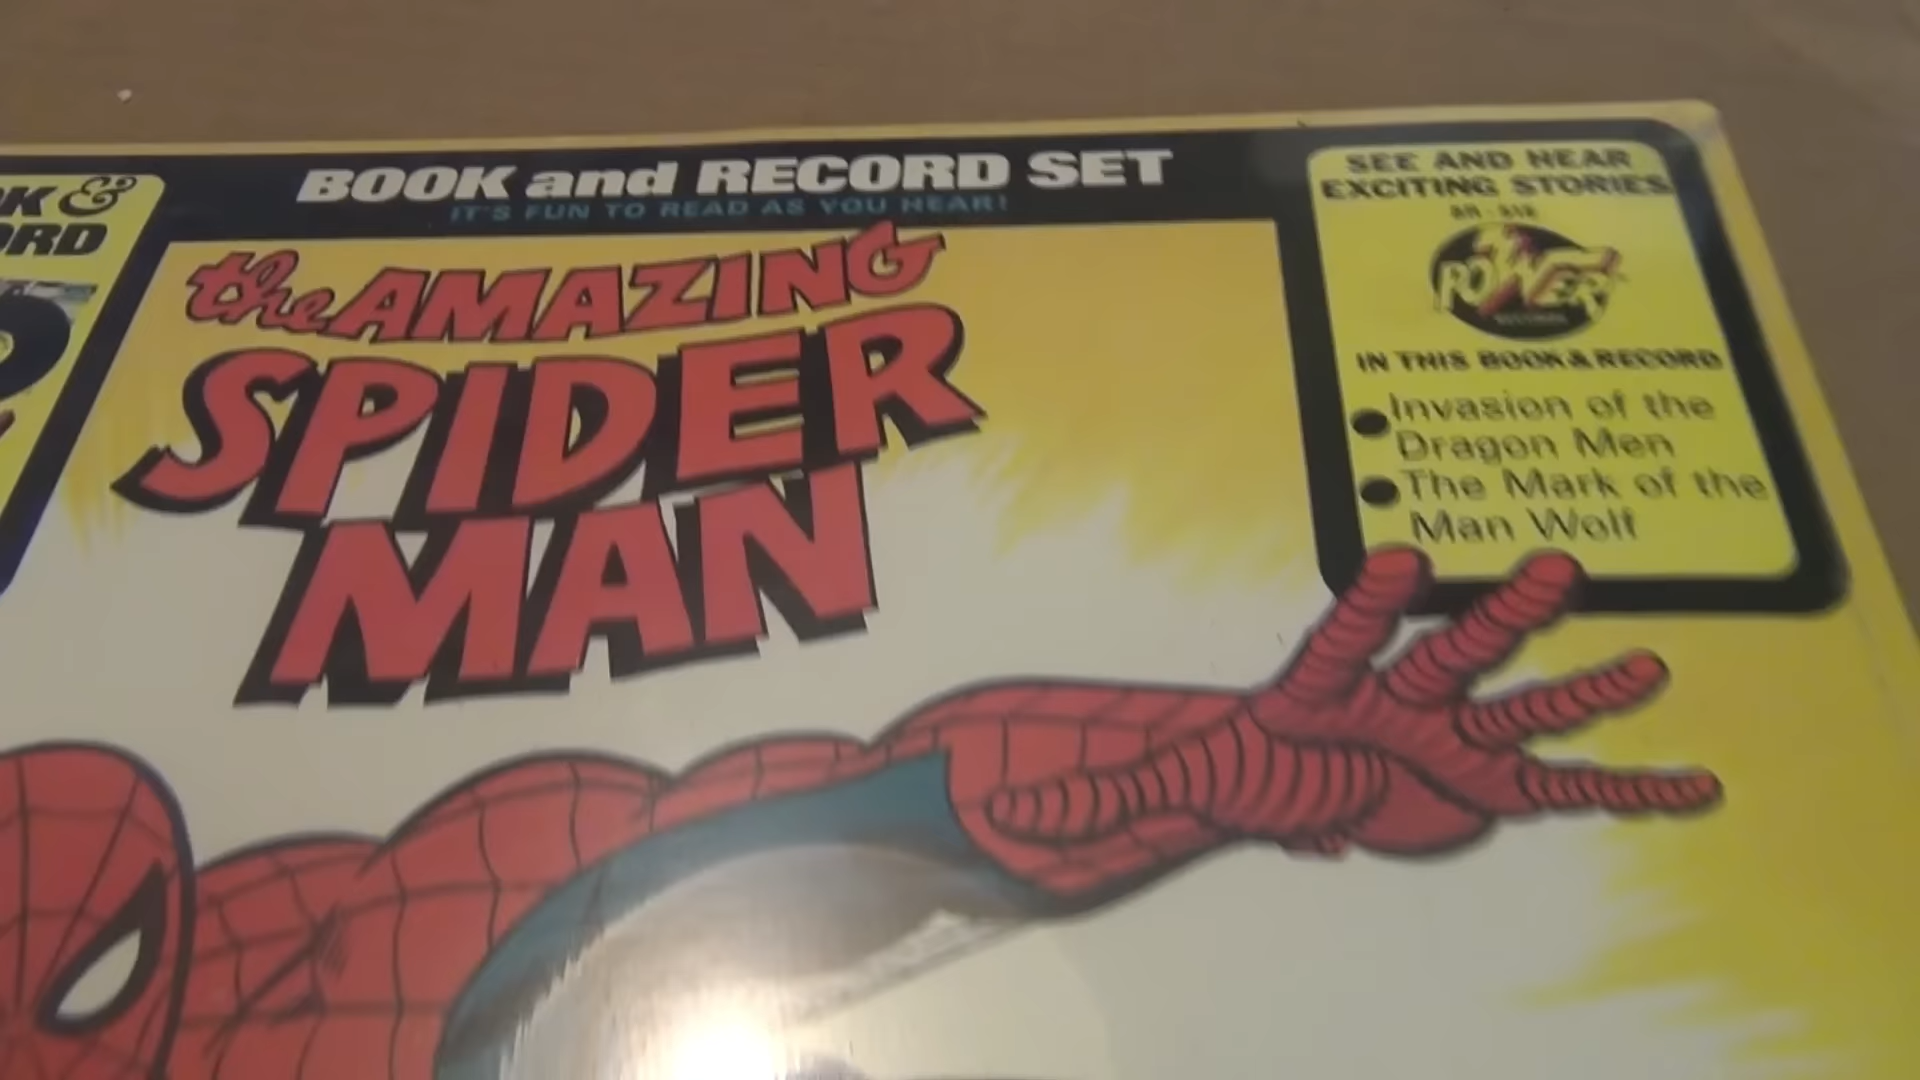 BOOK and RECORD SET
IT'S FUN TO READ AS YOU HEAR!
the AMAZING
SPIDER
MAN
SEE AND HEAR
EXCITING STORIES
POWER
RECORDS
IN THIS BOOK & RECORD
●Invasion of the
Dragon Men
●The Mark of the
Man Wolf